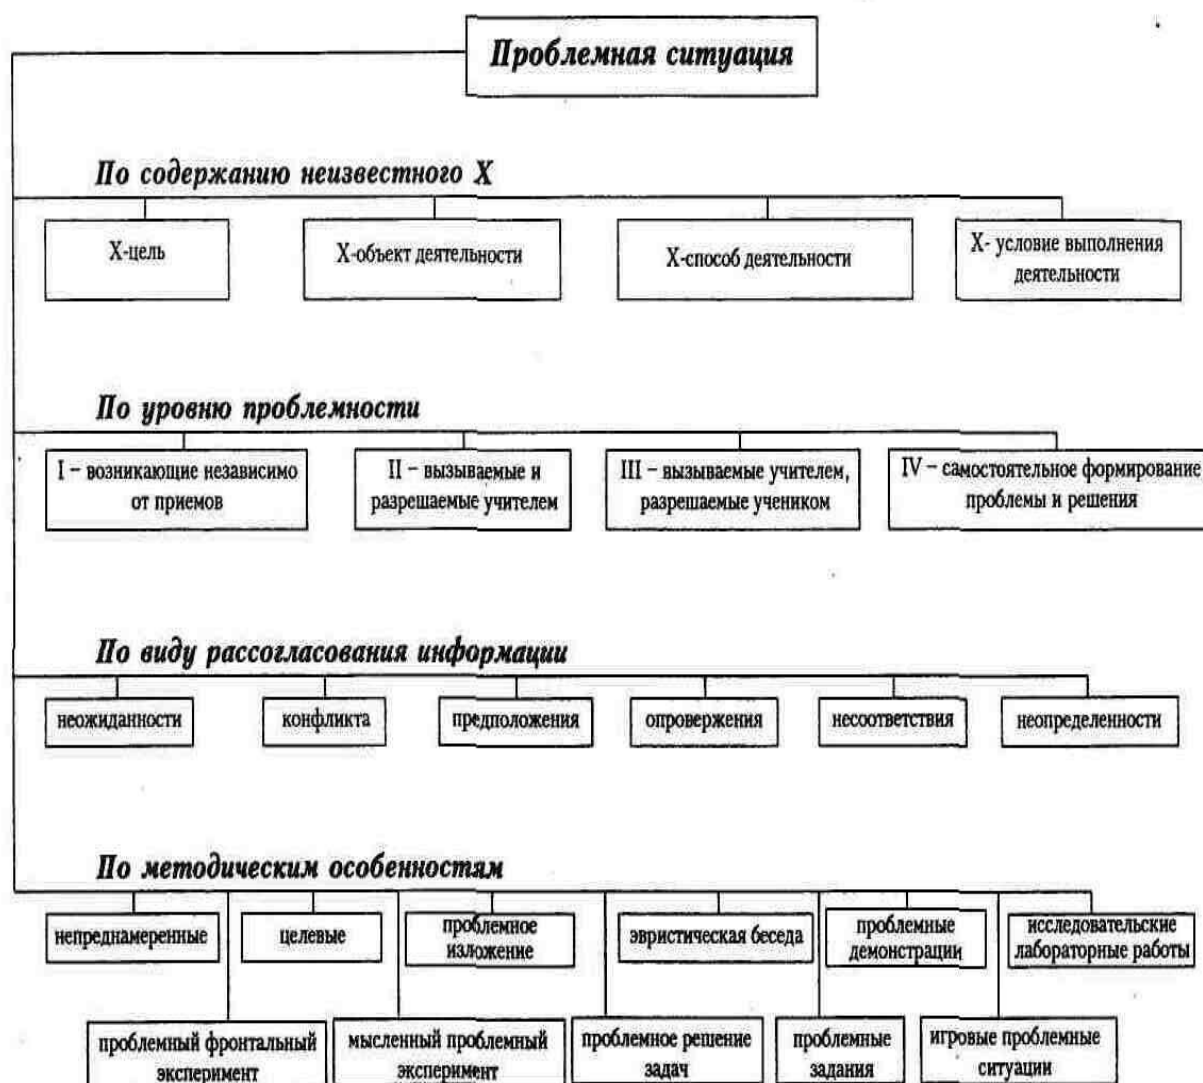 Проблемная ситуация
По содержанию неизвестного X
X-цель
X-объект деятельности
X-способ деятельности
X- условие выполнения
деятельности
По уровню проблемности
I – возникающие независимо
от приемов
II – вызываемые и
разрешаемые учителем
III – вызываемые учителем,
разрешаемые учеником
IV – самостоятельное формирование
проблемы и решения
По виду рассогласования информации
неожиданности
конфликта
предположения
опровержения
несоответствия
неопределенности
По методическим особенностям
непреднамеренные
целевые
проблемное
изложение
эвристическая беседа
проблемные
демонстрации
исследовательские
лабораторные работы
проблемный фронтальный
эксперимент
мысленный проблемный
эксперимент
проблемное решение
задач
проблемные
задания
игровые проблемные
ситуации